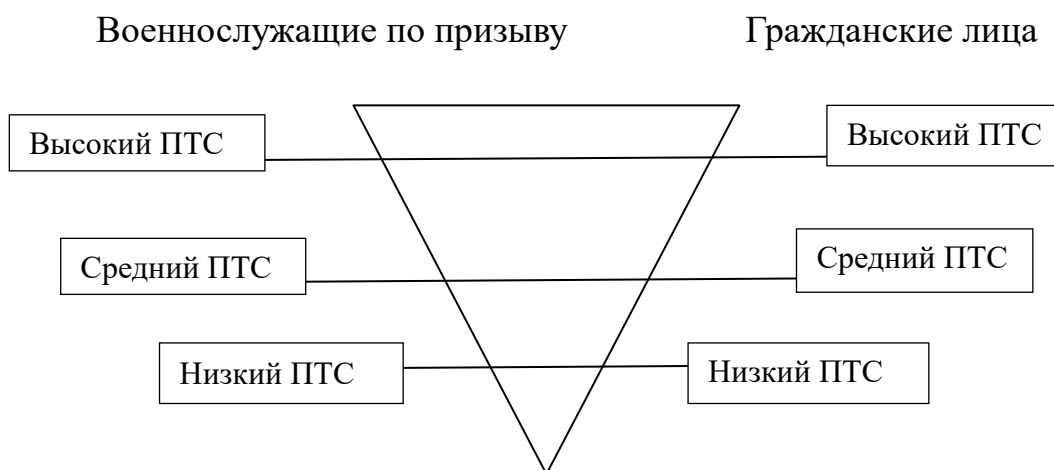 Военнослужащие по призыву Гражданские лица
Высокий ПТС Высокий ПТС
Средний ПТС Средний ПТС
Низкий ПТС Низкий ПТС